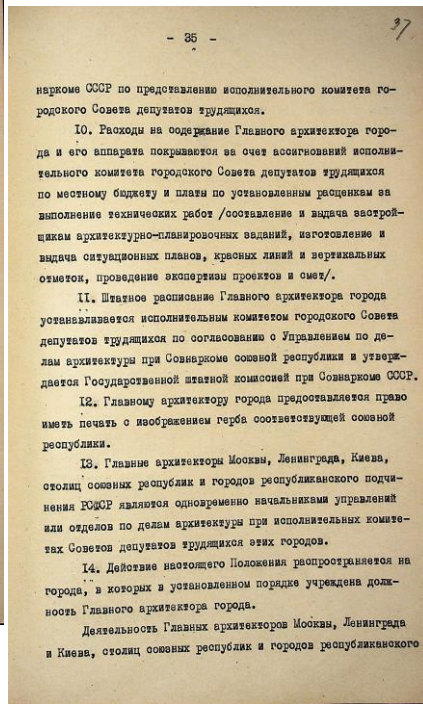 37
- 35 -
наркоме СССР по представлению исполнительного комитета го-
родского Совета депутатов трудящихся.
10. Расходы на содержание Главного архитектора горо-
да и его аппарата покрываются за счет ассигнований исполни-
тельного комитета городского Совета депутатов трудящихся
по местному бюджету и платы по установленным расценкам за
выполнение технических работ /составление и выдача застрой-
щикам архитектурно-планировочных заданий, изготовление и
выдача ситуационных планов, красных линий и вертикальных
отметок, проведение экспертизы проектов и смет/.
II. Штатное расписание Главного архитектора города
устанавливается исполнительным комитетом городского Совета
депутатов трудящихся по согласованию с Управлением по де-
лам архитектуры при Совнаркоме союзной республики и утверж-
дается Государственной штатной комиссией при Совнаркоме СССР.
12. Главному архитектору города предоставляется право
иметь печать с изображением герба соответствующей союзной
республики.
13. Главные архитекторы Москвы, Ленинграда, Киева,
столиц союзных республик и городов республиканского подчи-
нения РСФСР являются одновременно начальниками управлений
или отделов по делам архитектуры при исполнительных комите-
тах Советов депутатов трудящихся этих городов.
14. Действие настоящего Положения распространяется на
города, в которых в установленном порядке учреждена долж-
ность Главного архитектора города.
Деятельность Главных архитекторов Москвы, Ленинграда
и Киева, столиц союзных республик и городов республиканского